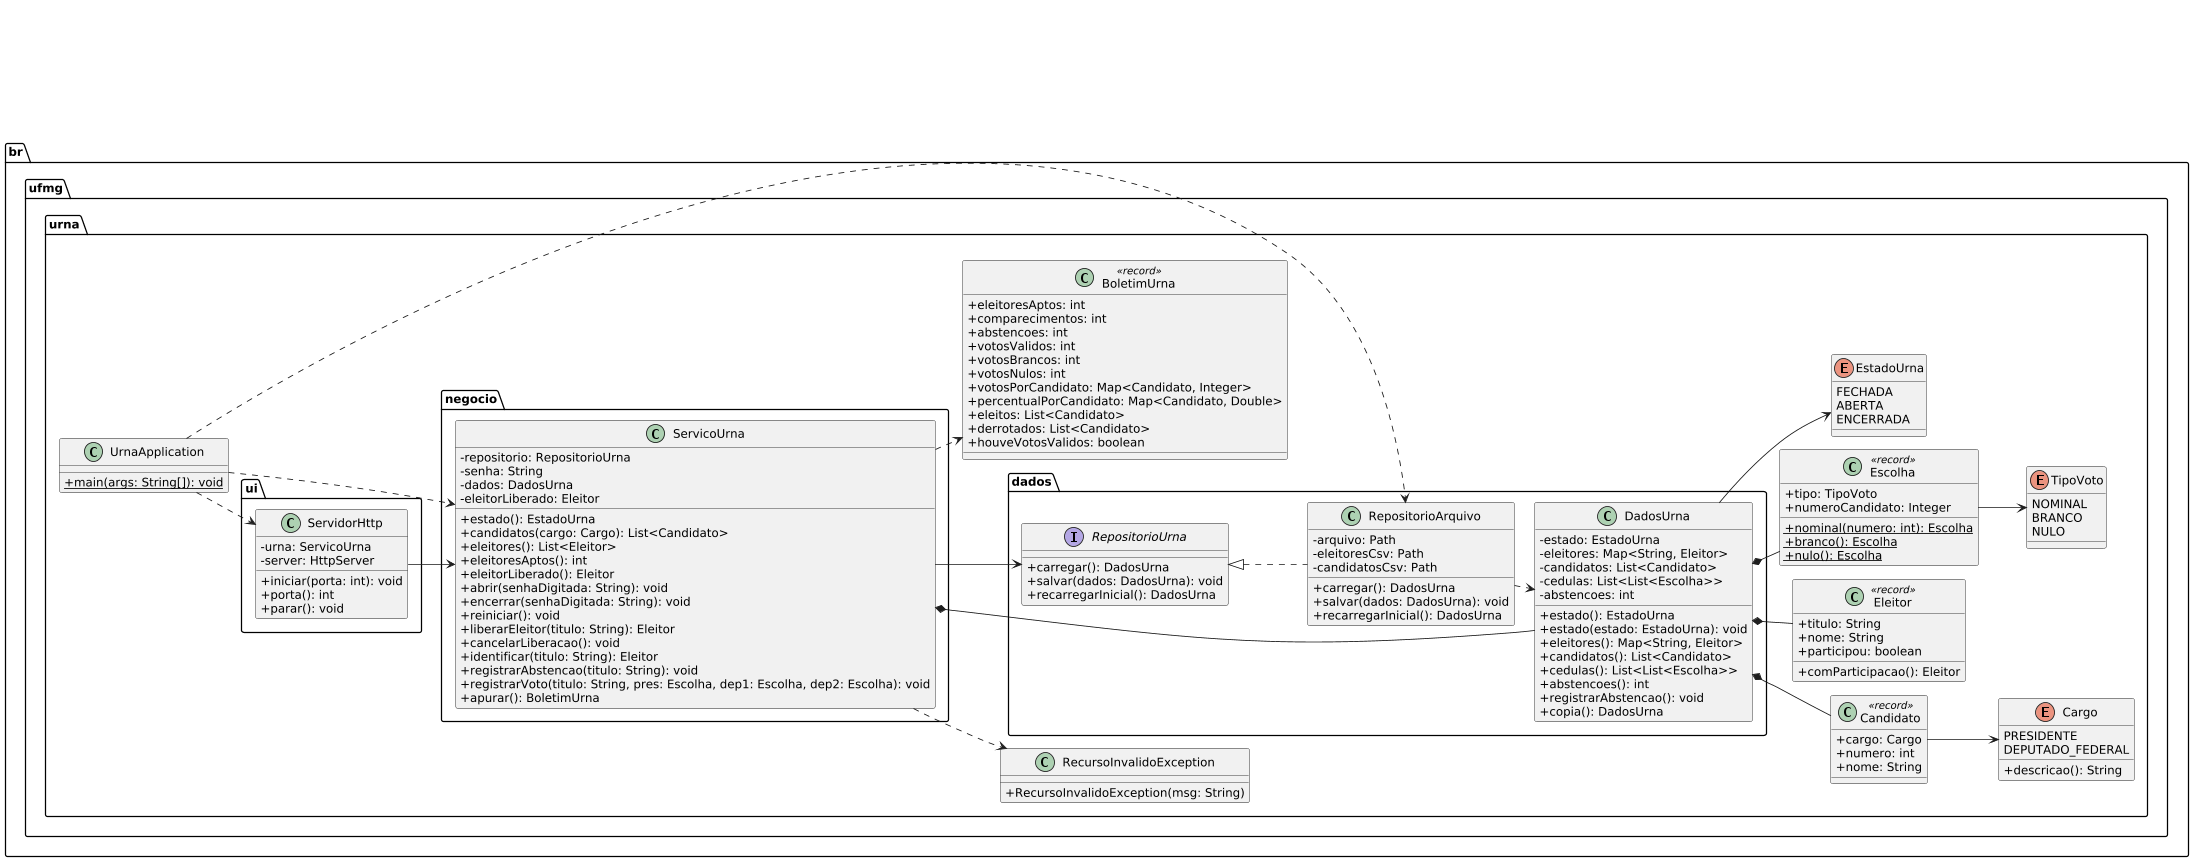 br
ufmg
urna
C UrnaApplication
+main(args: String[]): void
ui
C ServidorHttp
-urna: ServicoUrna
-server: HttpServer
+iniciar(porta: int): void
+porta(): int
+parar(): void
negocio
C ServicoUrna
-repositorio: RepositorioUrna
-senha: String
-dados: DadosUrna
-eleitorLiberado: Eleitor
+estado(): EstadoUrna
+candidatos(cargo: Cargo): List<Candidato>
+eleitores(): List<Eleitor>
+eleitoresAptos(): int
+eleitorLiberado(): Eleitor
+abrir(senhaDigitada: String): void
+encerrar(senhaDigitada: String): void
+reiniciar(): void
+liberarEleitor(titulo: String): Eleitor
+cancelarLiberacao(): void
+identificar(titulo: String): Eleitor
+registrarAbstencao(titulo: String): void
+registrarVoto(titulo: String, pres: Escolha, dep1: Escolha, dep2: Escolha): void
+apurar(): BoletimUrna
«record»
C BoletimUrna
+eleitoresAptos: int
+comparecimentos: int
+abstencoes: int
+votosValidos: int
+votosBrancos: int
+votosNulos: int
+votosPorCandidato: Map<Candidato, Integer>
+percentualPorCandidato: Map<Candidato, Double>
+eleitos: List<Candidato>
+derrotados: List<Candidato>
+houveVotosValidos: boolean
dados
I RepositorioUrna
+carregar(): DadosUrna
+salvar(dados: DadosUrna): void
+recarregarInicial(): DadosUrna
C RepositorioArquivo
-arquivo: Path
-eleitoresCsv: Path
-candidatosCsv: Path
+carregar(): DadosUrna
+salvar(dados: DadosUrna): void
+recarregarInicial(): DadosUrna
C DadosUrna
-estado: EstadoUrna
-eleitores: Map<String, Eleitor>
-candidatos: List<Candidato>
-cedulas: List<List<Escolha>>
-abstencoes: int
+estado(): EstadoUrna
+estado(estado: EstadoUrna): void
+eleitores(): Map<String, Eleitor>
+candidatos(): List<Candidato>
+cedulas(): List<List<Escolha>>
+abstencoes(): int
+registrarAbstencao(): void
+copia(): DadosUrna
C RecursoInvalidoException
+RecursoInvalidoException(msg: String)
E EstadoUrna
FECHADA
ABERTA
ENCERRADA
«record»
C Escolha
+tipo: TipoVoto
+numeroCandidato: Integer
+nominal(numero: int): Escolha
+branco(): Escolha
+nulo(): Escolha
E TipoVoto
NOMINAL
BRANCO
NULO
«record»
C Eleitor
+titulo: String
+nome: String
+participou: boolean
+comParticipacao(): Eleitor
«record»
C Candidato
+cargo: Cargo
+numero: int
+nome: String
E Cargo
PRESIDENTE
DEPUTADO_FEDERAL
+descricao(): String